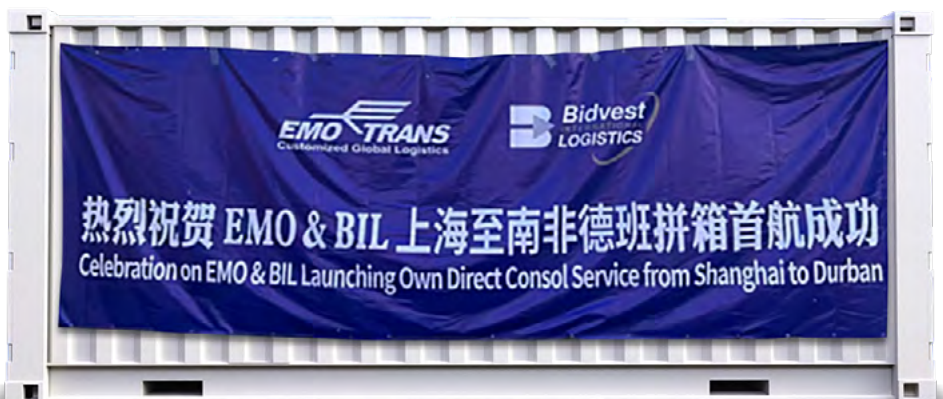 EMO TRANS
Customized Global Logistics
Bidvest
INTERNATIONAL
LOGISTICS
热烈祝贺 EMO & BIL 上海至南非德班拼箱首航成功
Celebration on EMO & BIL Launching Own Direct Consol Service from Shanghai to Durban